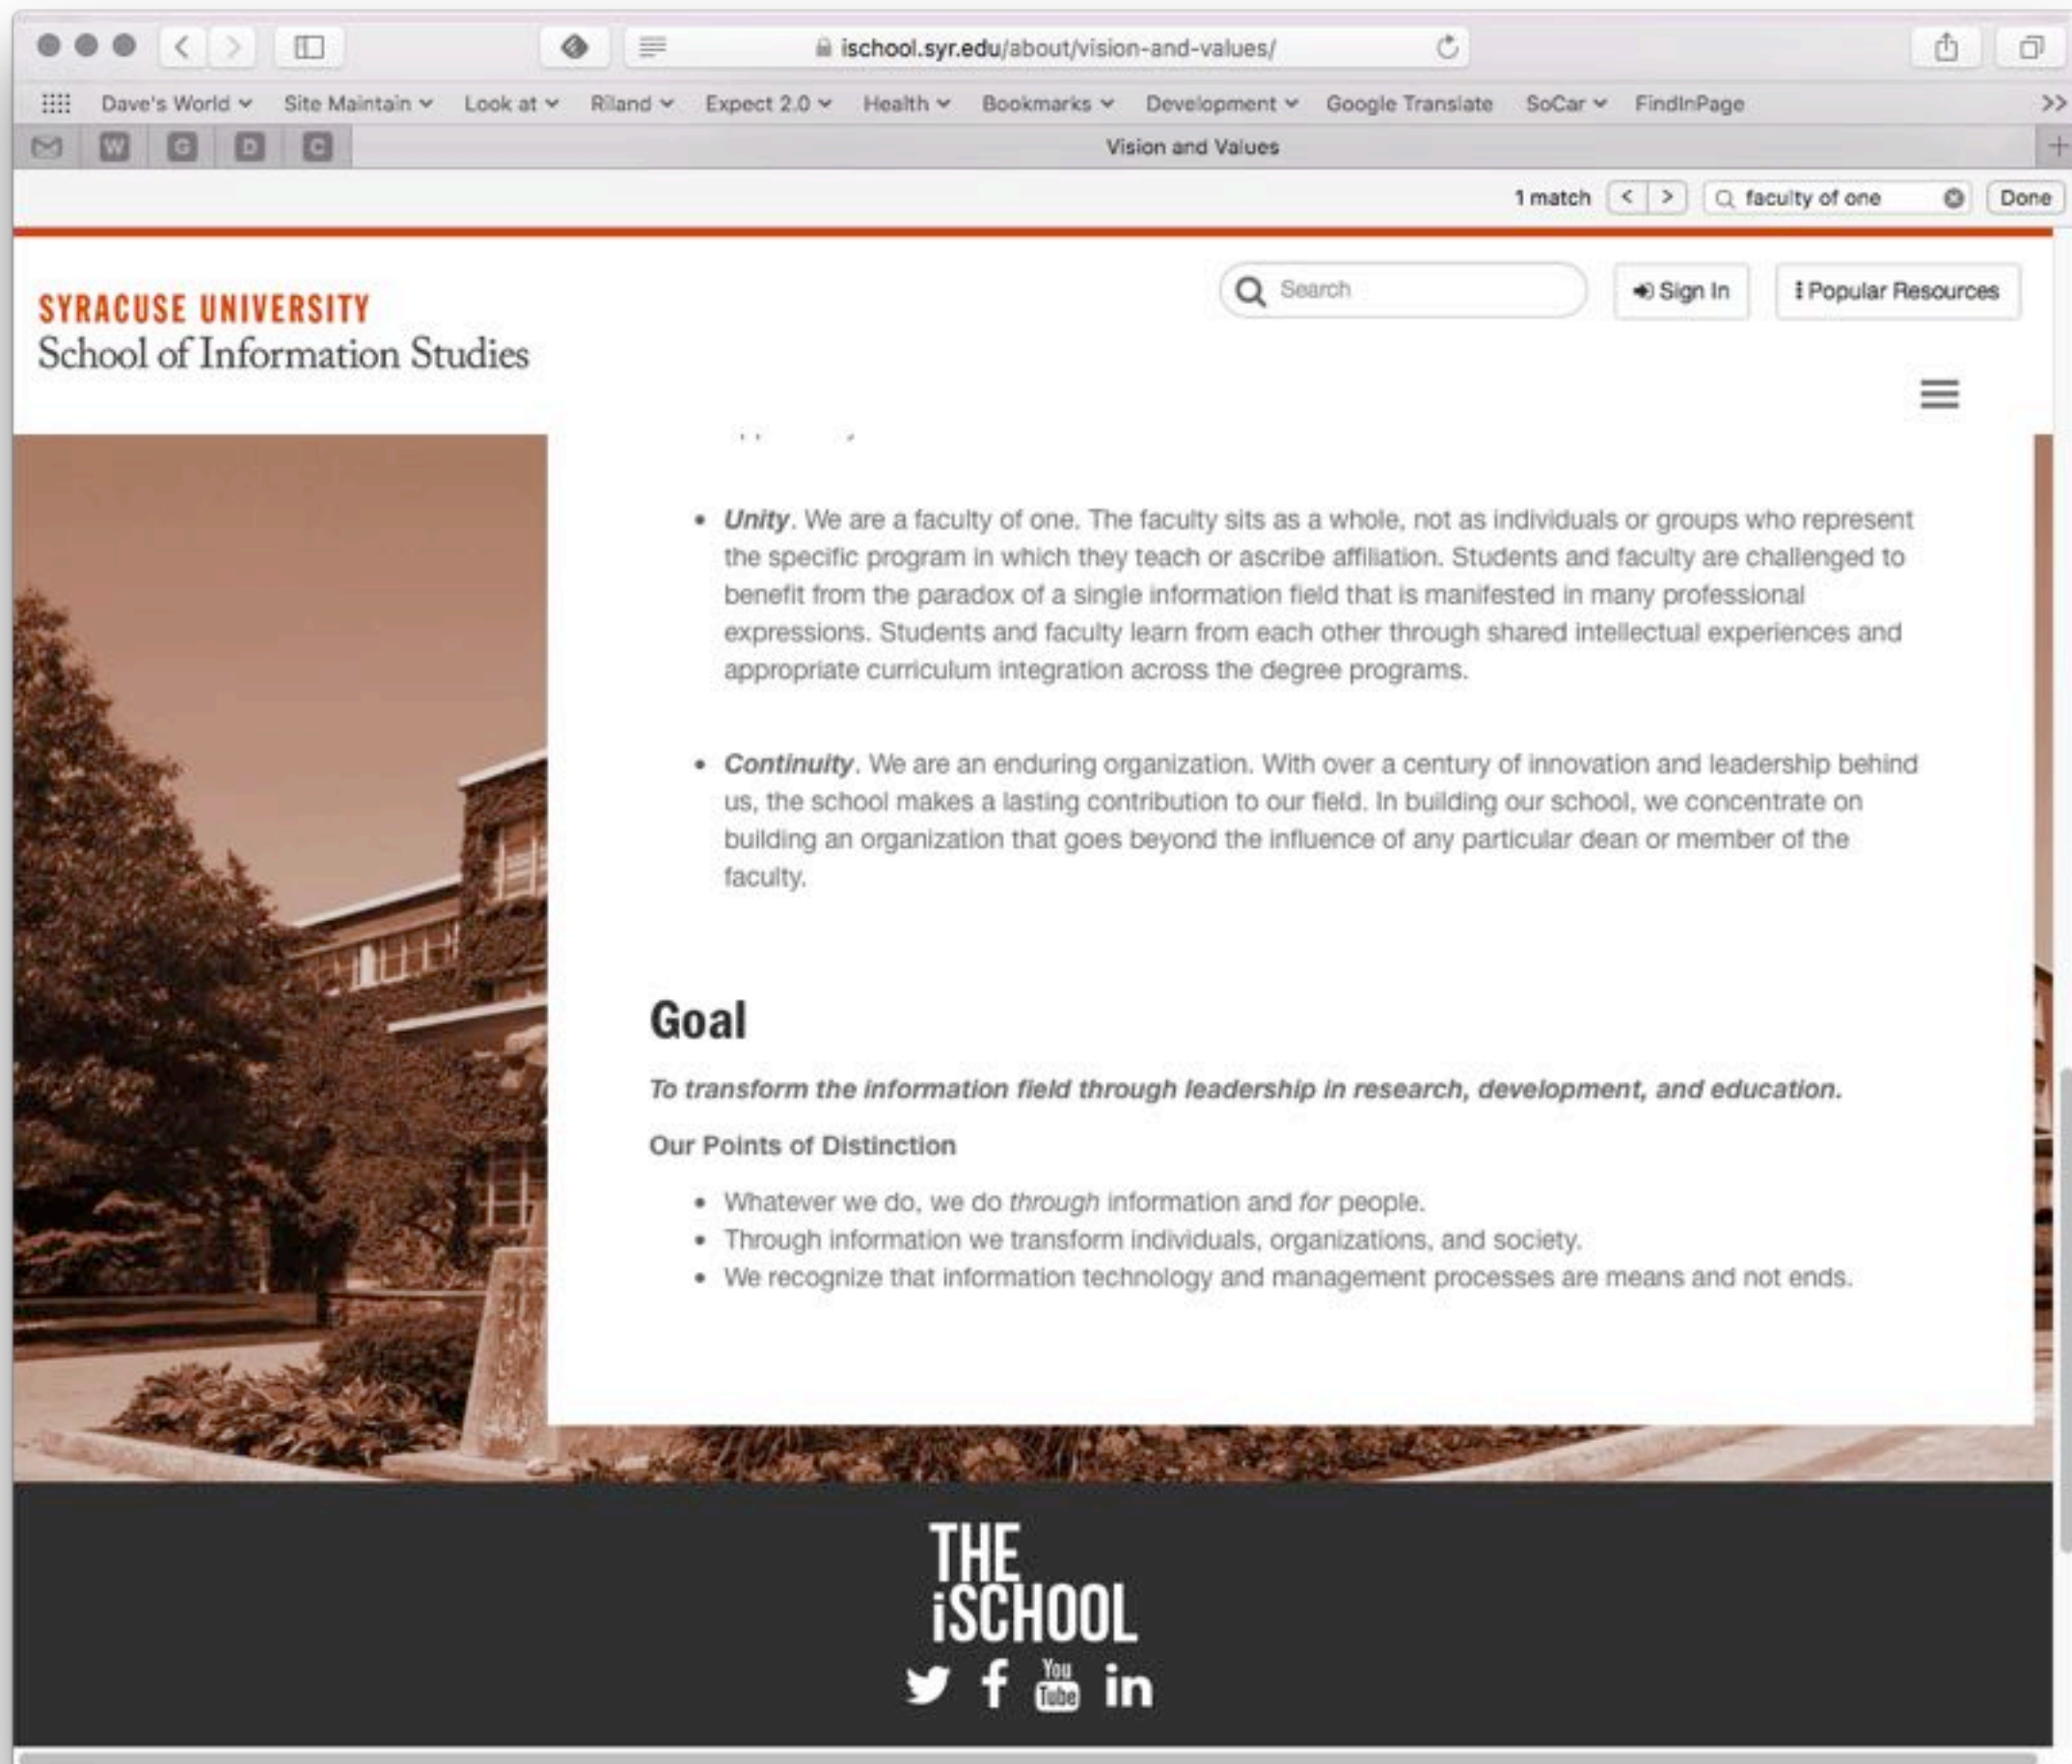 ischool.syr.edu/about/vision-and-values/
Dave's World Site Maintain Look at Riland Expect 2.0 Health Bookmarks Development Google Translate SoCar FindInPage >>
W G D C Vision and Values +
1 match < > faculty of one Done
SYRACUSE UNIVERSITY
School of Information Studies
Search Sign In Popular Resources
• Unity. We are a faculty of one. The faculty sits as a whole, not as individuals or groups who represent
the specific program in which they teach or ascribe affiliation. Students and faculty are challenged to
benefit from the paradox of a single information field that is manifested in many professional
expressions. Students and faculty learn from each other through shared intellectual experiences and
appropriate curriculum integration across the degree programs.
• Continuity. We are an enduring organization. With over a century of innovation and leadership behind
us, the school makes a lasting contribution to our field. In building our school, we concentrate on
building an organization that goes beyond the influence of any particular dean or member of the
faculty.
Goal
To transform the information field through leadership in research, development, and education.
Our Points of Distinction
• Whatever we do, we do through information and for people.
• Through information we transform individuals, organizations, and society.
• We recognize that information technology and management processes are means and not ends.
THE
iSCHOOL
You
Tube
in